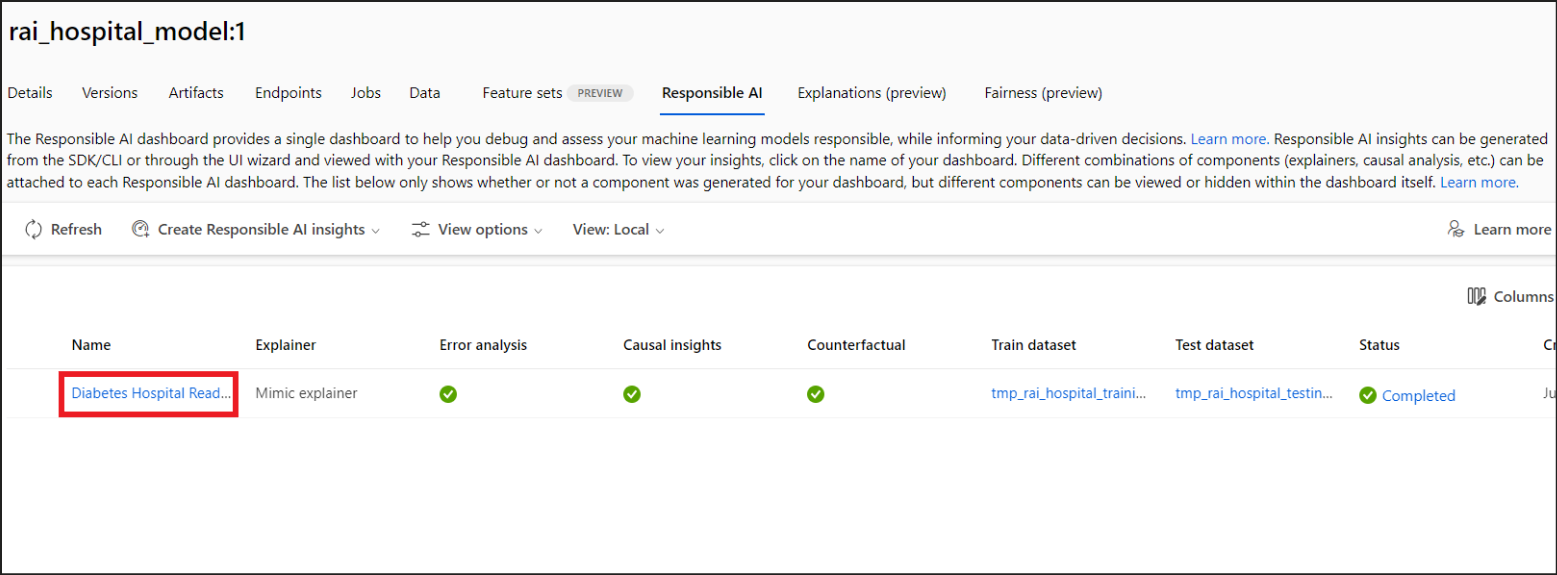 rai_hospital_model:1
Details Versions Artifacts Endpoints Jobs Data Feature sets PREVIEW Responsible AI Explanations (preview) Fairness (preview)
The Responsible AI dashboard provides a single dashboard to help you debug and assess your machine learning models responsible, while informing your data-driven decisions. Learn more. Responsible AI insights can be generated
from the SDK/CLI or through the UI wizard and viewed with your Responsible AI dashboard. To view your insights, click on the name of your dashboard. Different combinations of components (explainers, causal analysis, etc.) can be
attached to each Responsible AI dashboard. The list below only shows whether or not a component was generated for your dashboard, but different components can be viewed or hidden within the dashboard itself. Learn more.
Refresh Create Responsible AI insights View options View: Local Learn more
Columns
Name Explainer Error analysis Causal insights Counterfactual Train dataset Test dataset Status
Diabetes Hospital Read... Mimic explainer tmp_rai_hospital_traini... tmp_rai_hospital_testin... Completed